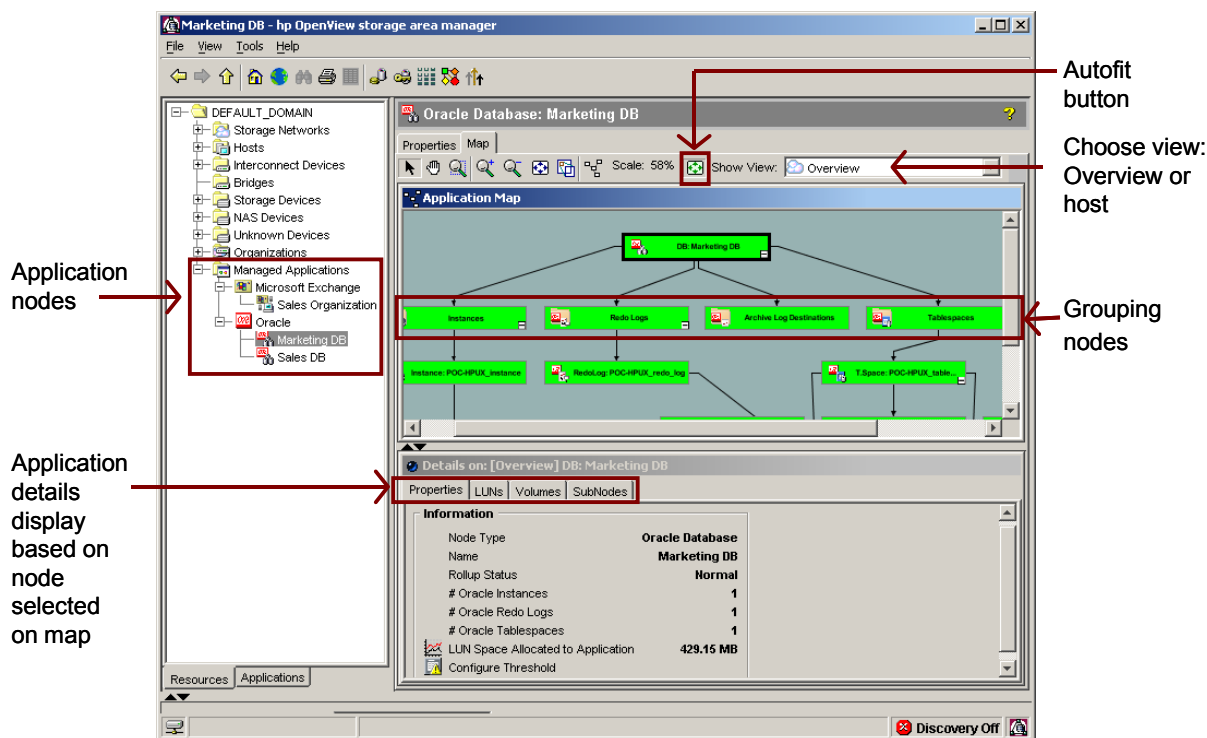 Marketing DB - hp OpenView storage area manager
File View Tools Help
DEFAULT_DOMAIN
Storage Networks
Hosts
Interconnect Devices
Bridges
Storage Devices
NAS Devices
Unknown Devices
Organizations
Managed Applications
Microsoft Exchange
Sales Organization
Oracle
Marketing DB
Sales DB
Resources Applications
Oracle Database: Marketing DB
?
Properties Map
Scale: 58% Show View: Overview
Application Map
DB: Marketing DB
Instances Redo Logs Archive Log Destinations Tablespaces
Instance: POC-HPUX_instance RedoLog: POC-HPUX_redo_log T.Space: POC-HPUX_table...
Details on: [Overview] DB: Marketing DB
Properties LUNs Volumes SubNodes
Information
Node Type Oracle Database
Name Marketing DB
Rollup Status Normal
# Oracle Instances 1
# Oracle Redo Logs 1
# Oracle Tablespaces 1
LUN Space Allocated to Application 429.15 MB
Configure Threshold
Discovery Off
Application
nodes
Application
details
display
based on
node
selected
on map
Autofit
button
Choose view:
Overview or
host
Grouping
nodes